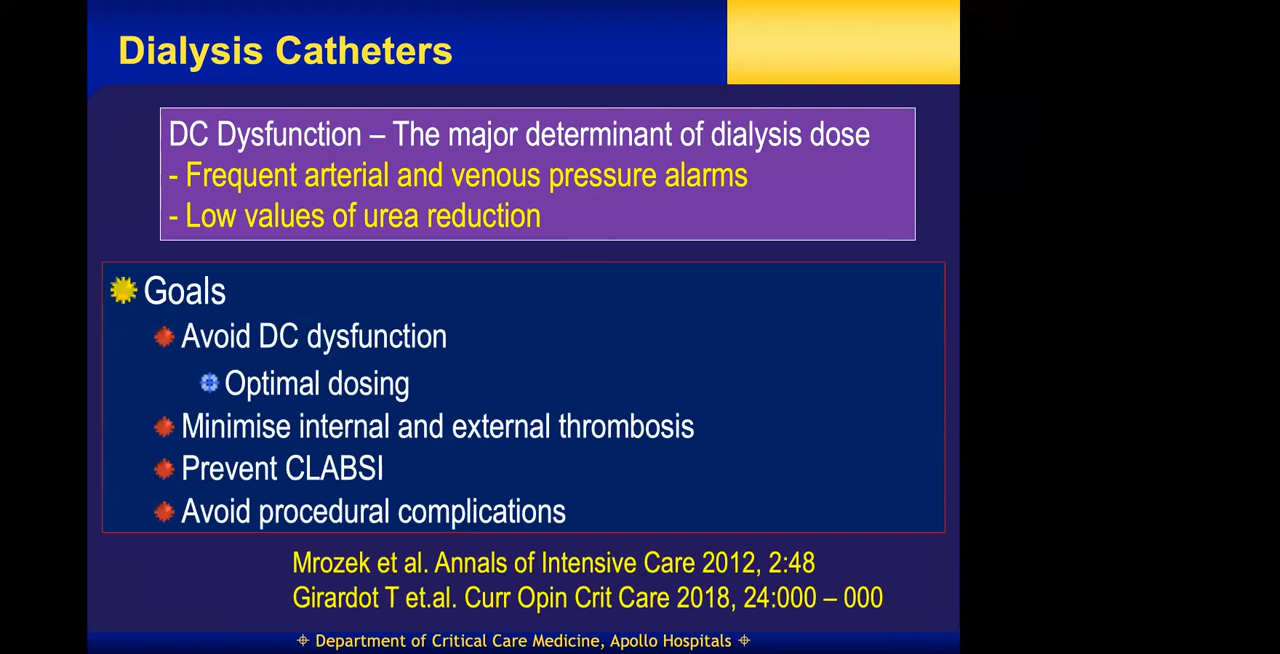 Dialysis Catheters
DC Dysfunction – The major determinant of dialysis dose
- Frequent arterial and venous pressure alarms
- Low values of urea reduction
Goals
Avoid DC dysfunction
Optimal dosing
Minimise internal and external thrombosis
Prevent CLABSI
Avoid procedural complications
Mrozek et al. Annals of Intensive Care 2012, 2:48
Girardot T et.al. Curr Opin Crit Care 2018, 24:000 – 000
Department of Critical Care Medicine, Apollo Hospitals